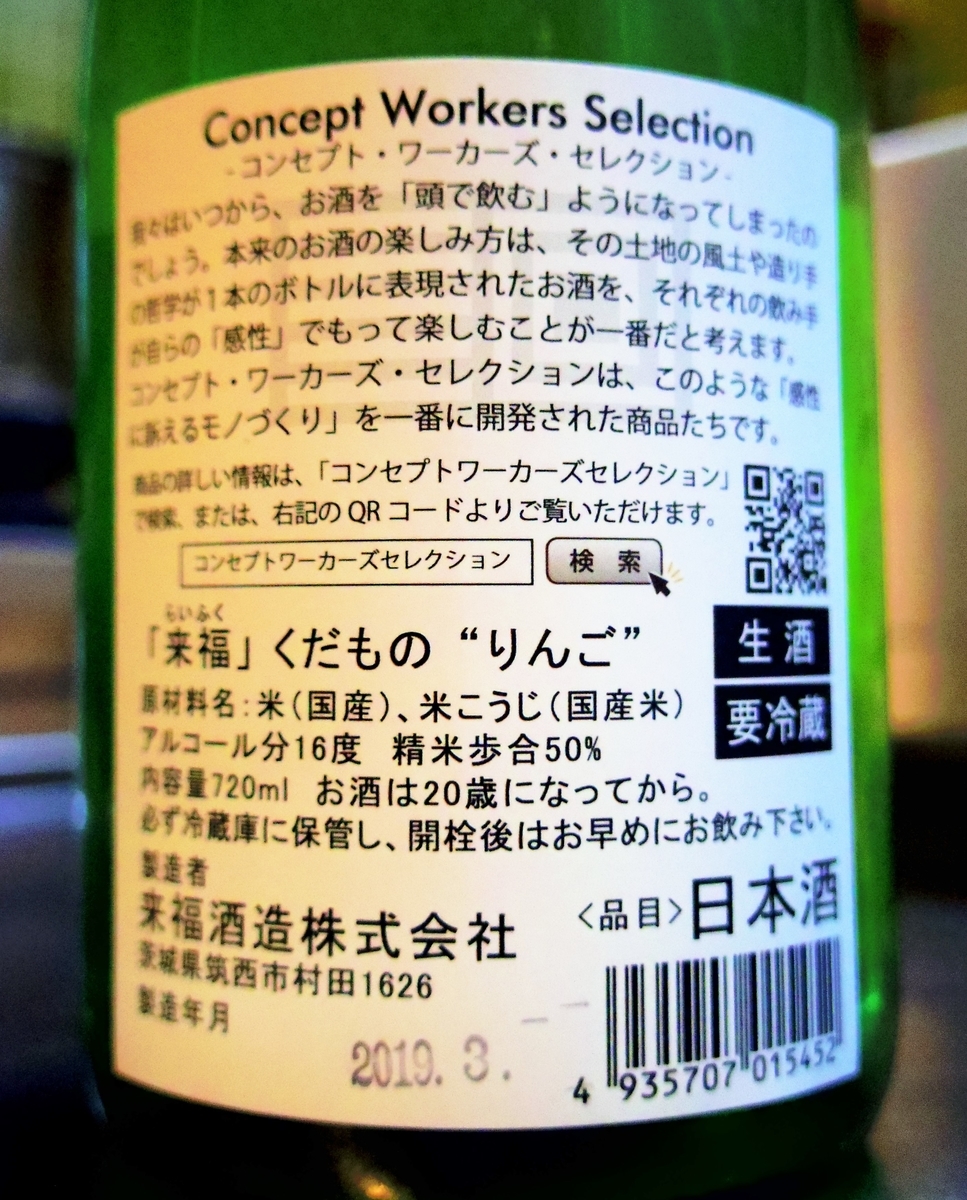 Concept Workers Selection
-コンセプト・ワーカーズ・セレクション-
我々はいつから、お酒を「頭で飲む」ようになってしまったの
でしょう。本来のお酒の楽しみ方は、その土地の風土や造り手
の哲学が1本のボトルに表現されたお酒を、それぞれの飲み手
が自らの「感性」でもって楽しむことが一番だと考えます。
コンセプト・ワーカーズ・セレクションは、このような「感性
に訴えるモノづくり」を一番に開発された商品たちです。
商品の詳しい情報は、「コンセプトワーカーズセレクション」
で検索、または、右記のQRコードよりご覧いただけます。
コンセプトワーカーズセレクション 検索
らいふく
「来福」くだもの “りんご”
生酒
原材料名:米(国産)、米こうじ(国産米)
要冷蔵
アルコール分16度 精米歩合50%
内容量720ml お酒は20歳になってから。
必ず冷蔵庫に保管し、開栓後はお早めにお飲み下さい。
製造者
来福酒造株式会社
<品目>日本酒
茨城県筑西市村田1626
製造年月
2019. 3.
4 935707 015452